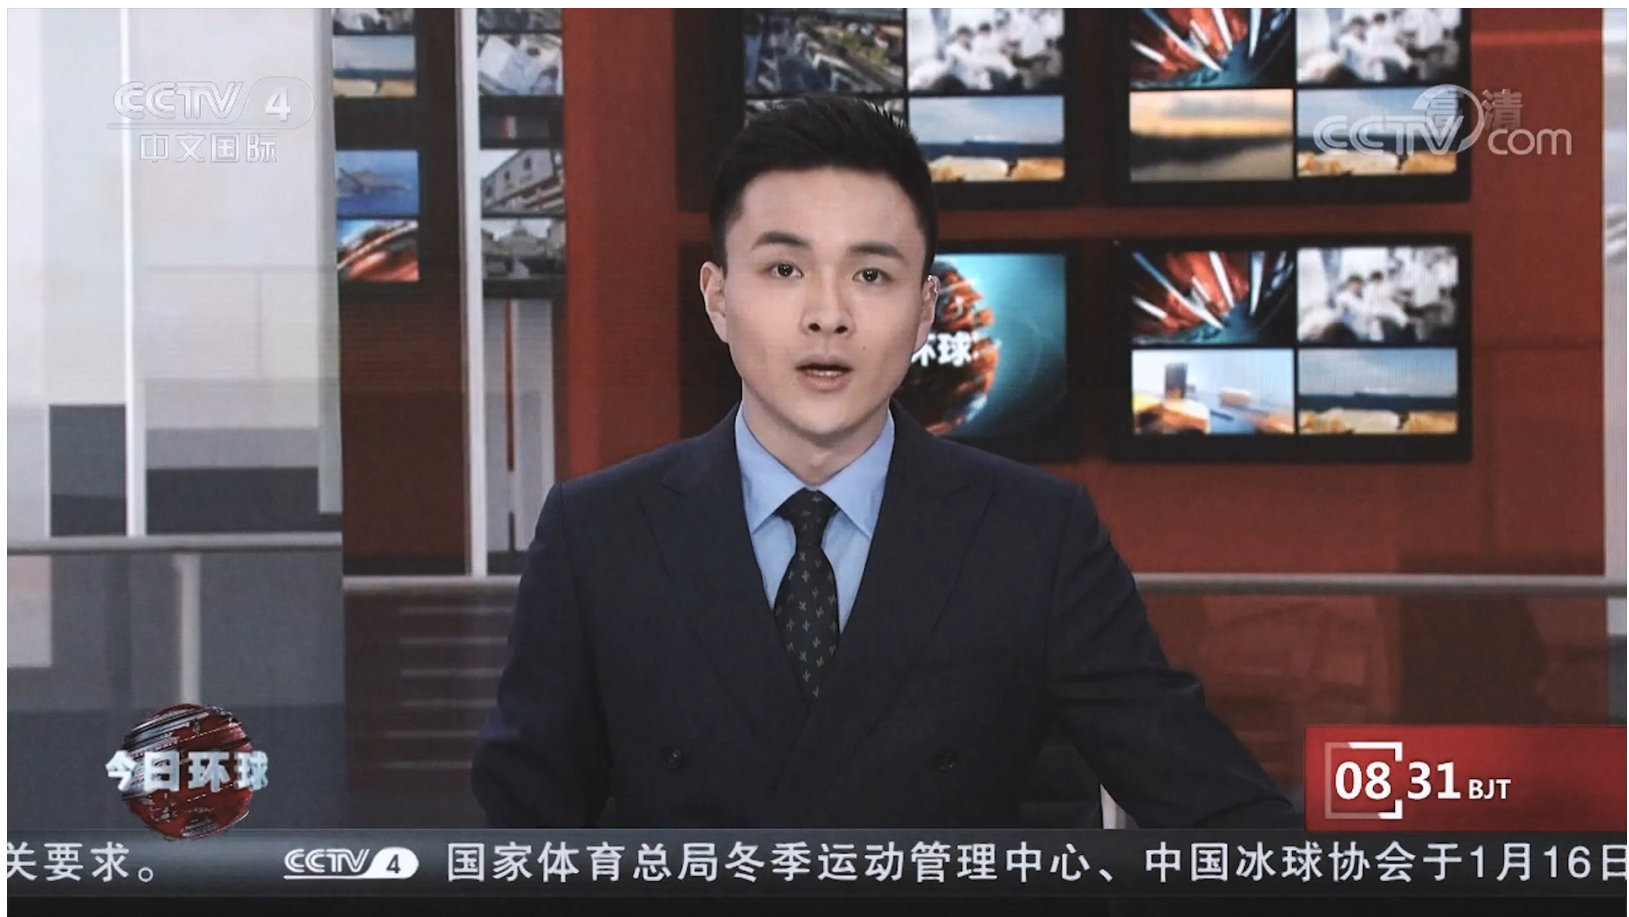 CCTV 4
中文国际
高清
CCTV com
环球
今日环球
08 31 BJT
关要求。 CCTV 4 国家体育总局冬季运动管理中心、中国冰球协会于1月16日